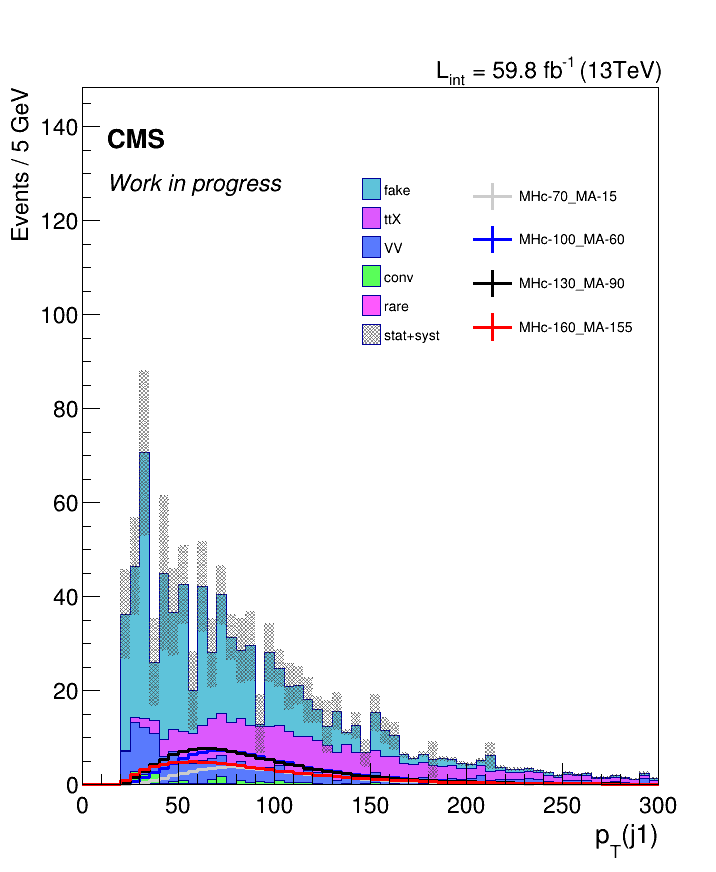 L_int = 59.8 fb^-1 (13TeV)
Events / 5 GeV
CMS
Work in progress
fake
ttX
VV
conv
rare
stat+syst
MHc-70_MA-15
MHc-100_MA-60
MHc-130_MA-90
MHc-160_MA-155
140
120
100
80
60
40
20
0
0 50 100 150 200 250 300
p_T(j1)